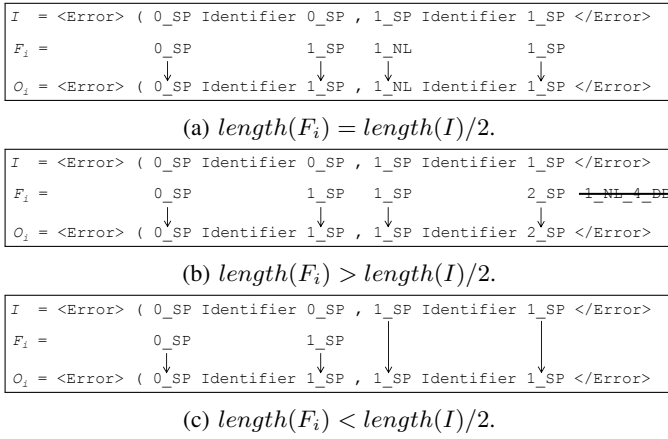 I = <Error> ( 0_SP Identifier 0_SP , 1_SP Identifier 1_SP </Error>
F_i = 0_SP 1_SP 1_NL 1_SP
O_i = <Error> ( 0_SP Identifier 1_SP , 1_NL Identifier 1_SP </Error>
(a) length(F_i) = length(I)/2.
I = <Error> ( 0_SP Identifier 0_SP , 1_SP Identifier 1_SP </Error>
F_i = 0_SP 1_SP 1_SP 2_SP
O_i = <Error> ( 0_SP Identifier 1_SP , 1_SP Identifier 2_SP </Error>
(b) length(F_i) > length(I)/2.
I = <Error> ( 0_SP Identifier 0_SP , 1_SP Identifier 1_SP </Error>
F_i = 0_SP 1_SP
O_i = <Error> ( 0_SP Identifier 1_SP , 1_SP Identifier 1_SP </Error>
(c) length(F_i) < length(I)/2.